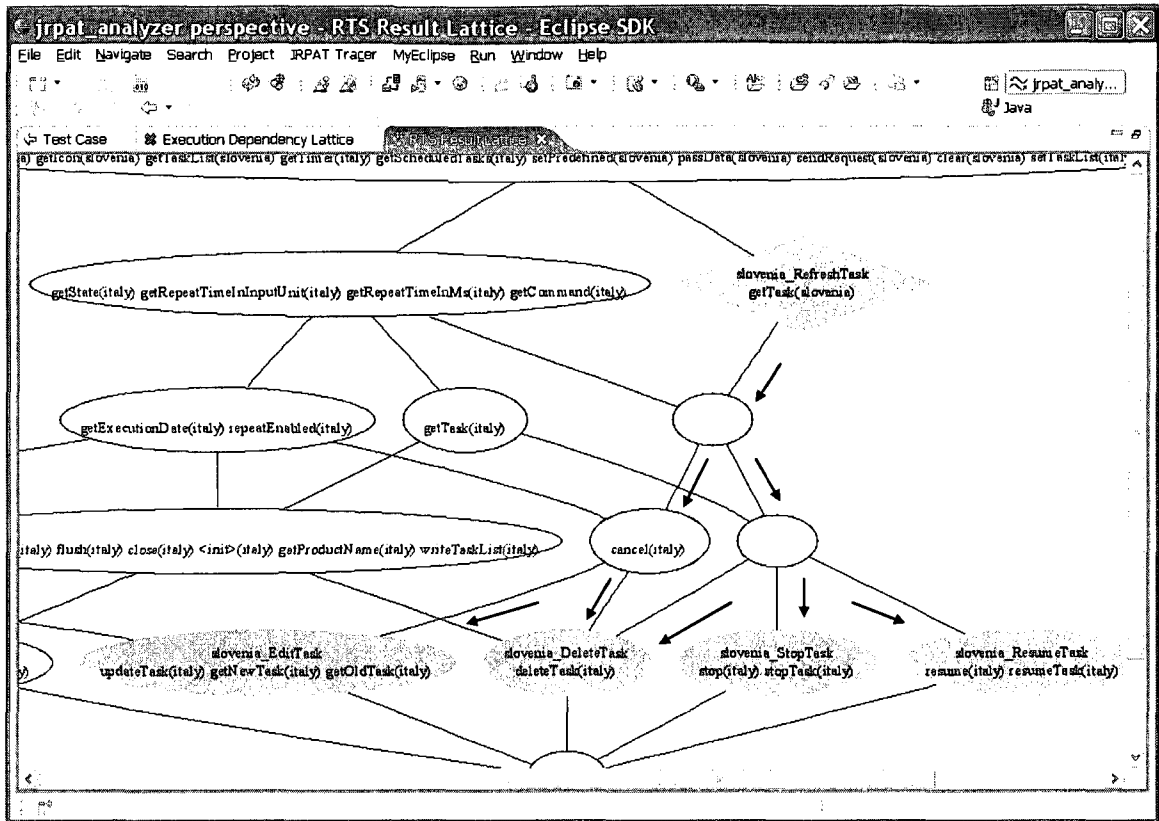 jrpat_analyzer perspective - RTS Result Lattice - Eclipse SDK
File Edit Navigate Search Project JRPAT Tracer MyEclipse Run Window Help
jrpat_analy...
Java
Test Case Execution Dependency Lattice RTS Result Lattice
a) getIcon(slovenia) getTaskList(slovenia) getTimer(italy) getScheduledTasks(italy) setPredefined(slovenia) passData(slovenia) sendRequest(slovenia) clear(slovenia) setTaskList(ital
slovenia_RefreshTask
getTask(slovenia)
getState(italy) getRepeatTimeInInputUnit(italy) getRepeatTimeInMs(italy) getCommand(italy)
getExecutionDate(italy) repeatEnabled(italy) getTask(italy)
italy) flush(italy) close(italy) <init>(italy) getProductName(italy) writeTaskList(italy) cancel(italy)
slovenia_EditTask slovenia_DeleteTask slovenia_StopTask slovenia_ResumeTask
y) updateTask(italy) getNewTask(italy) getOldTask(italy) deleteTask(italy) stop(italy) stopTask(italy) resume(italy) resumeTask(italy)